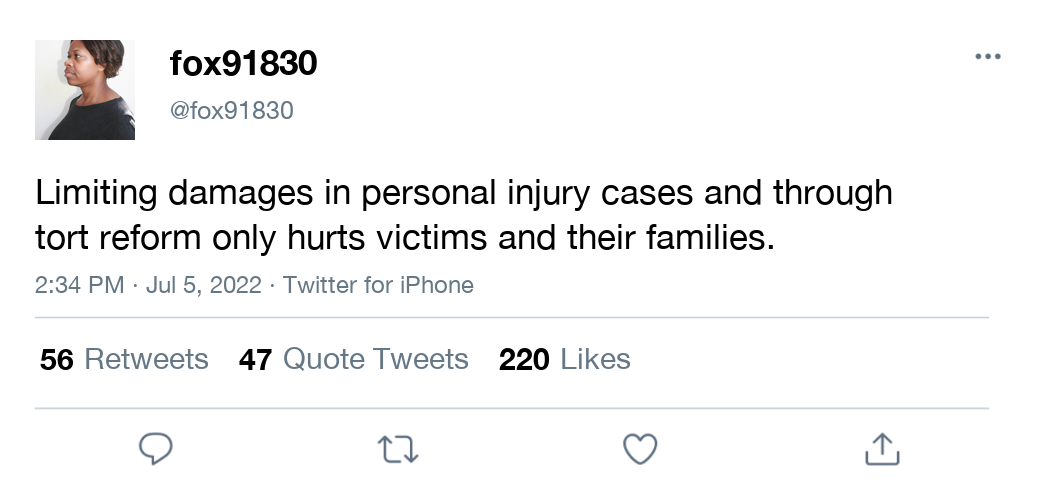 fox91830
@fox91830
Limiting damages in personal injury cases and through
tort reform only hurts victims and their families.
2:34 PM · Jul 5, 2022 · Twitter for iPhone
56 Retweets 47 Quote Tweets 220 Likes